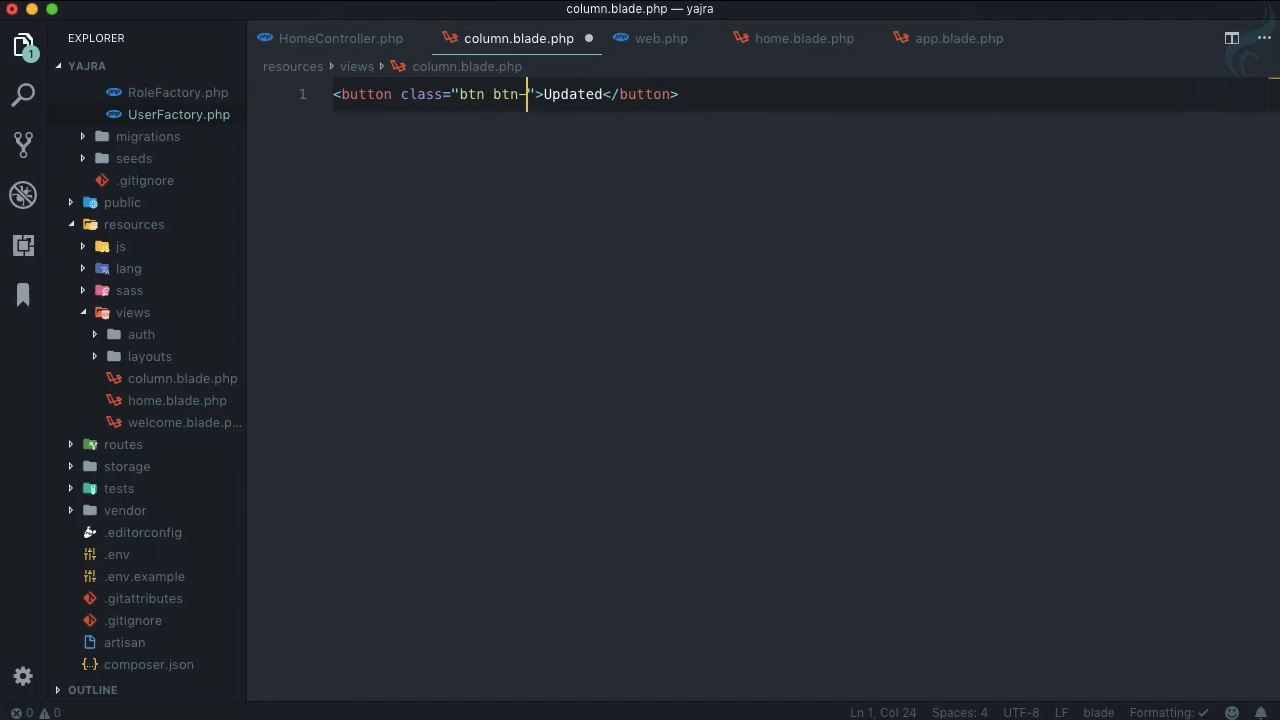 column.blade.php — yajra
EXPLORER
HomeController.php
column.blade.php
web.php
home.blade.php
app.blade.php
1
YAJRA
resources
views
column.blade.php
RoleFactory.php
1 <button class="btn btn-">Updated</button>
UserFactory.php
migrations
seeds
.gitignore
public
resources
js
lang
sass
views
auth
layouts
column.blade.php
home.blade.php
welcome.blade.p...
routes
storage
tests
vendor
.editorconfig
.env
.env.example
.gitattributes
.gitignore
artisan
composer.json
OUTLINE
0 0
Ln 1, Col 24
Spaces: 4
UTF-8
LF
blade
Formatting: ✓